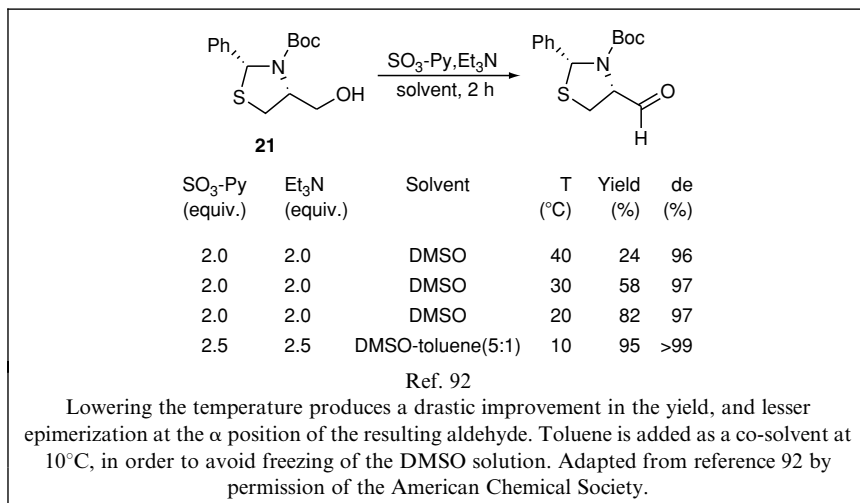 Ph
Boc
N
S
OH
21
SO₃-Py,Et₃N
solvent, 2 h
Ph
Boc
N
S
O
H
SO₃-Py Et₃N Solvent T Yield de
(equiv.) (equiv.) (°C) (%) (%)
2.0 2.0 DMSO 40 24 96
2.0 2.0 DMSO 30 58 97
2.0 2.0 DMSO 20 82 97
2.5 2.5 DMSO-toluene(5:1) 10 95 >99
Ref. 92
Lowering the temperature produces a drastic improvement in the yield, and lesser
epimerization at the α position of the resulting aldehyde. Toluene is added as a co-solvent at
10°C, in order to avoid freezing of the DMSO solution. Adapted from reference 92 by
permission of the American Chemical Society.